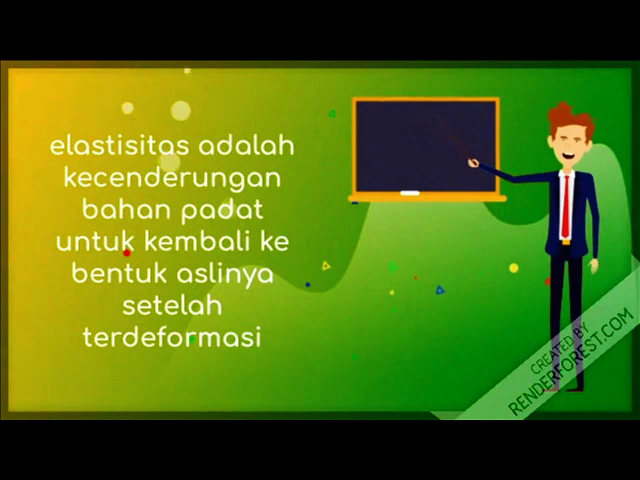 elastisitas adalah
kecenderungan
bahan padat
untuk kembali ke
bentuk aslinya
setelah
terdeformasi
CREATED BY
RENDERFOREST.COM